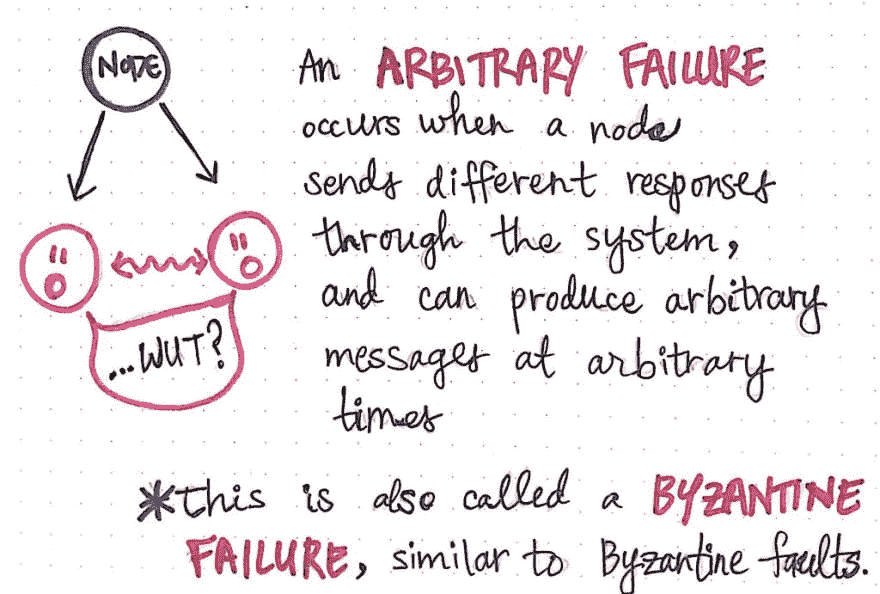 NODE
An ARBITRARY FAILURE
occurs when a node
sends different responses
through the system,
and can produce arbitrary
messages at arbitrary
times
...WUT?
*this is also called a BYZANTINE
FAILURE, similar to Byzantine faults.